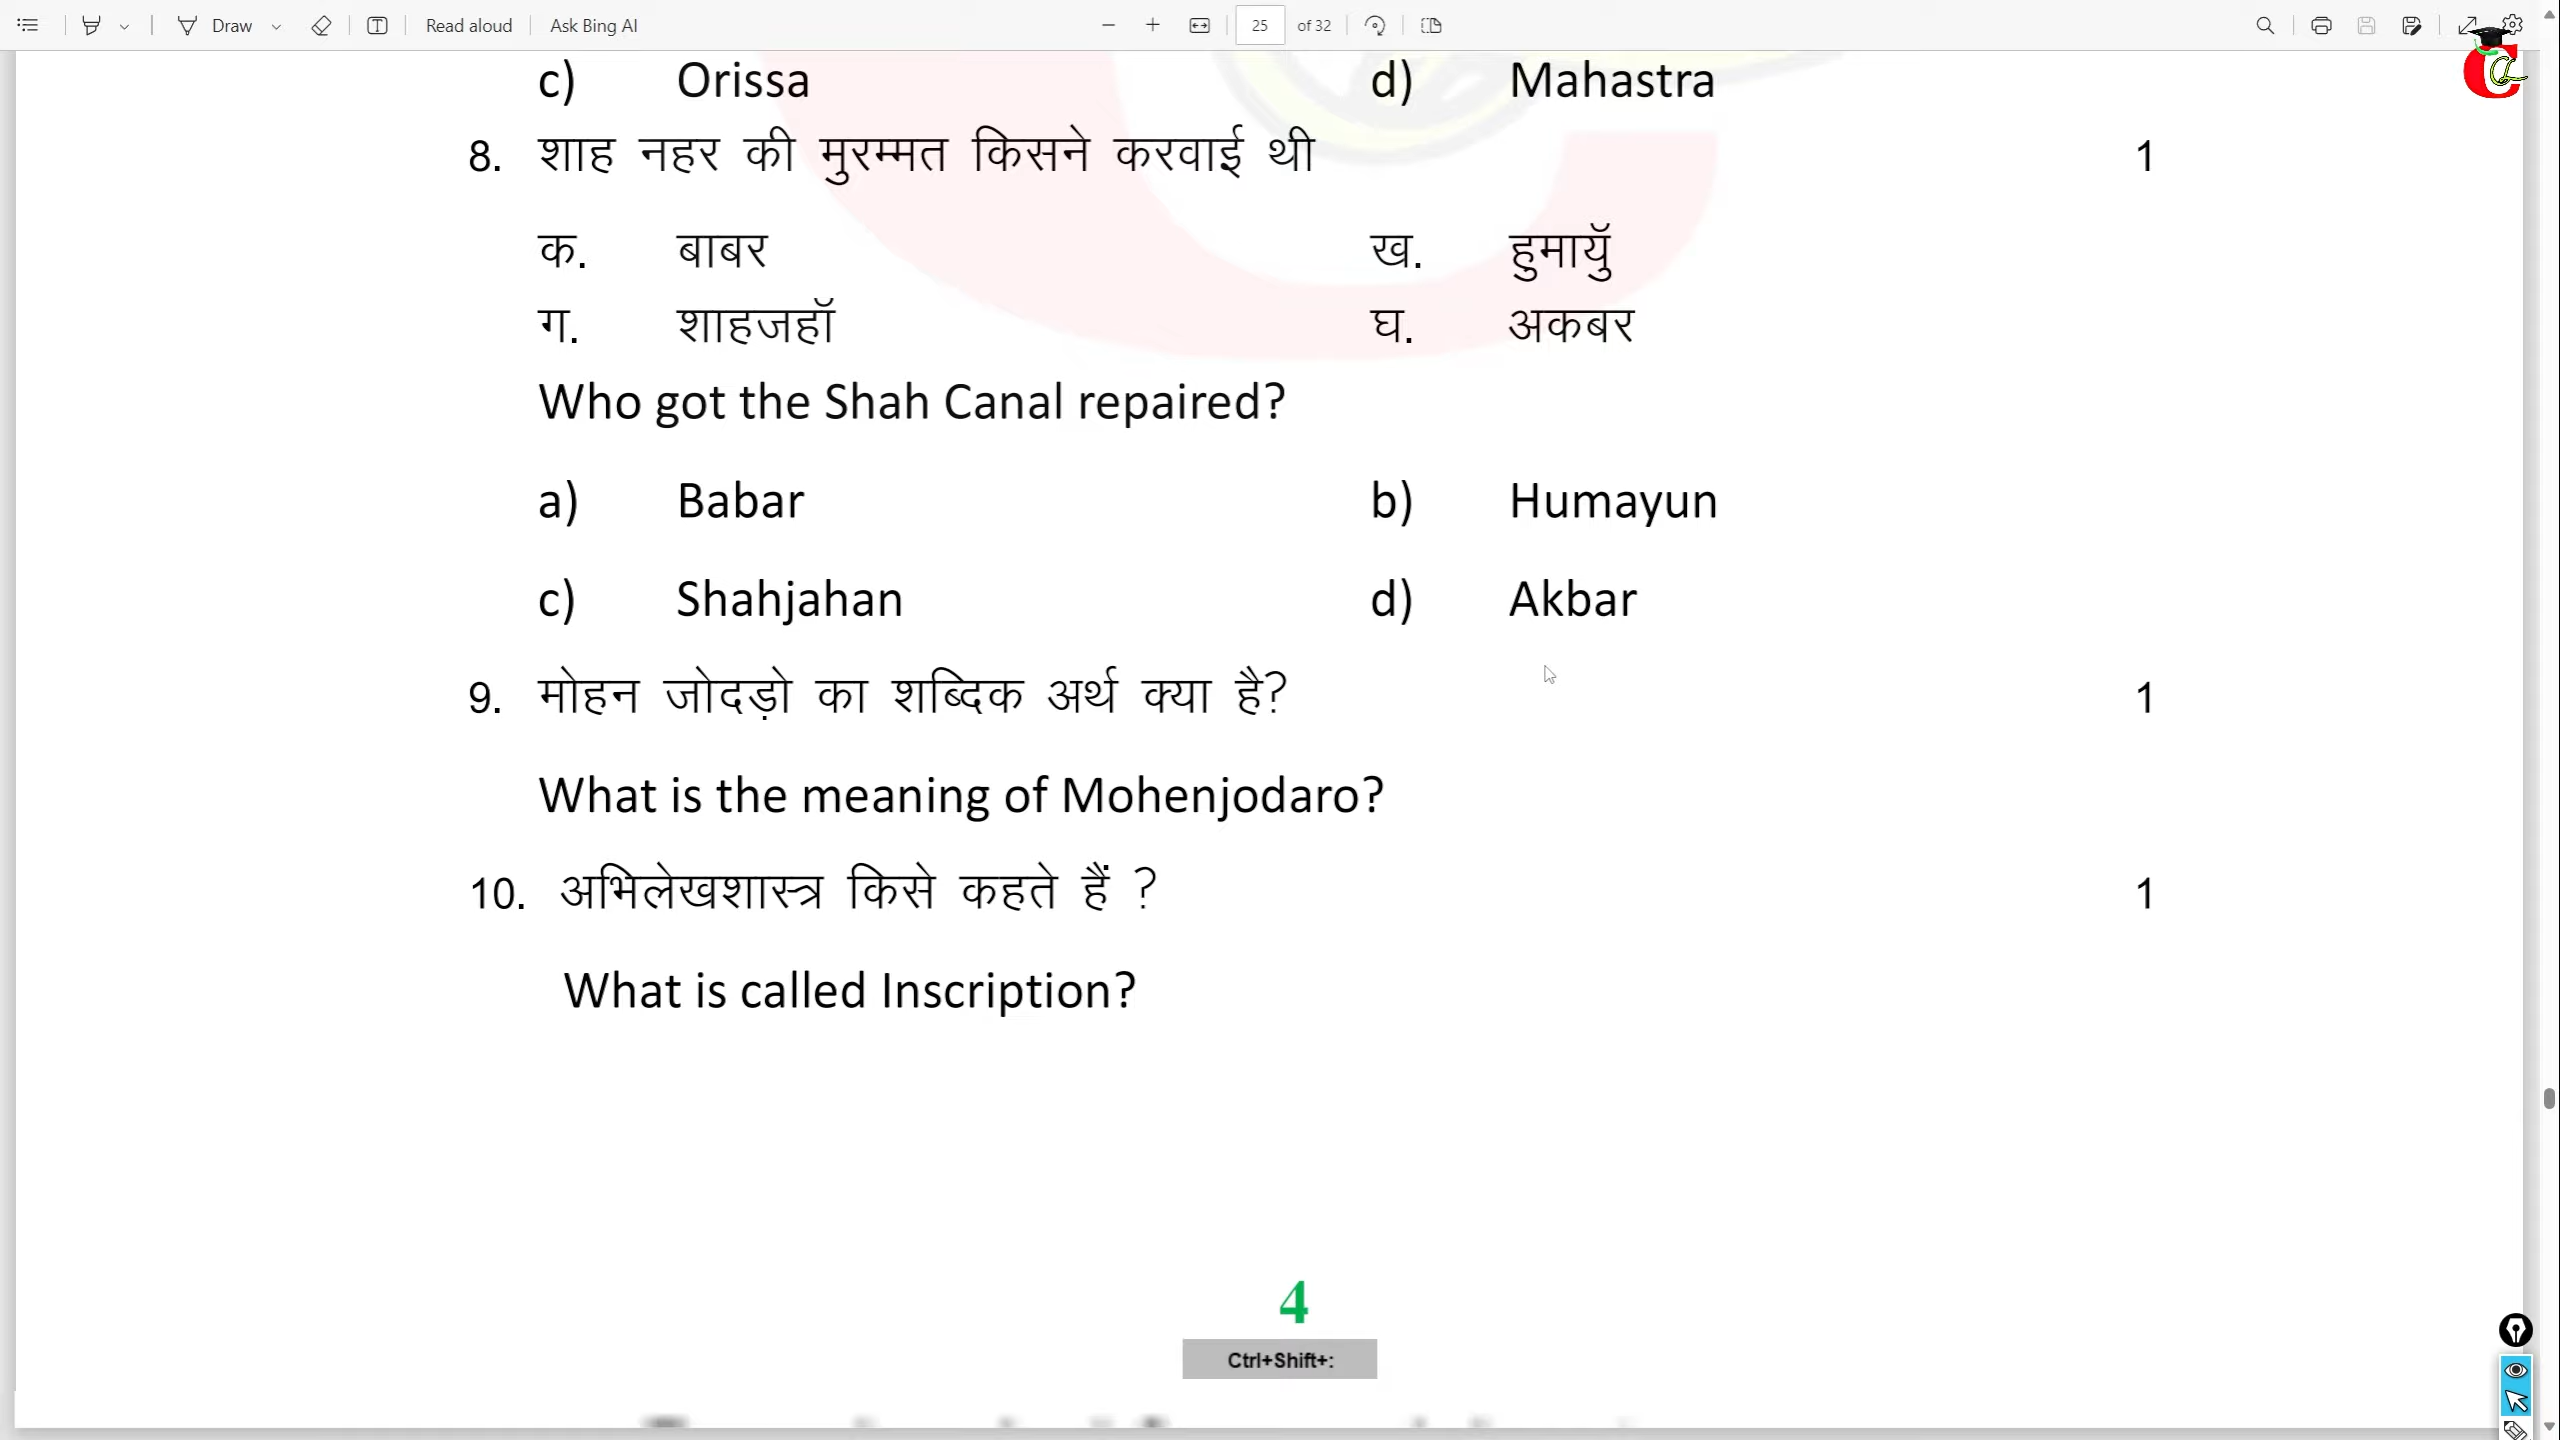 Draw Read aloud Ask Bing AI 25 of 32
c) Orissa d) Mahastra
8. शाह नहर की मुरम्मत किसने करवाई थी 1
क. बाबर ख. हुमायुॅ
ग. शाहजहॉ घ. अकबर
Who got the Shah Canal repaired?
a) Babar b) Humayun
c) Shahjahan d) Akbar
9. मोहन जोदड़ो का शब्दिक अर्थ क्या है? 1
What is the meaning of Mohenjodaro?
10. अभिलेखशास्त्र किसे कहते हैं ? 1
What is called Inscription?
4
Ctrl+Shift+: